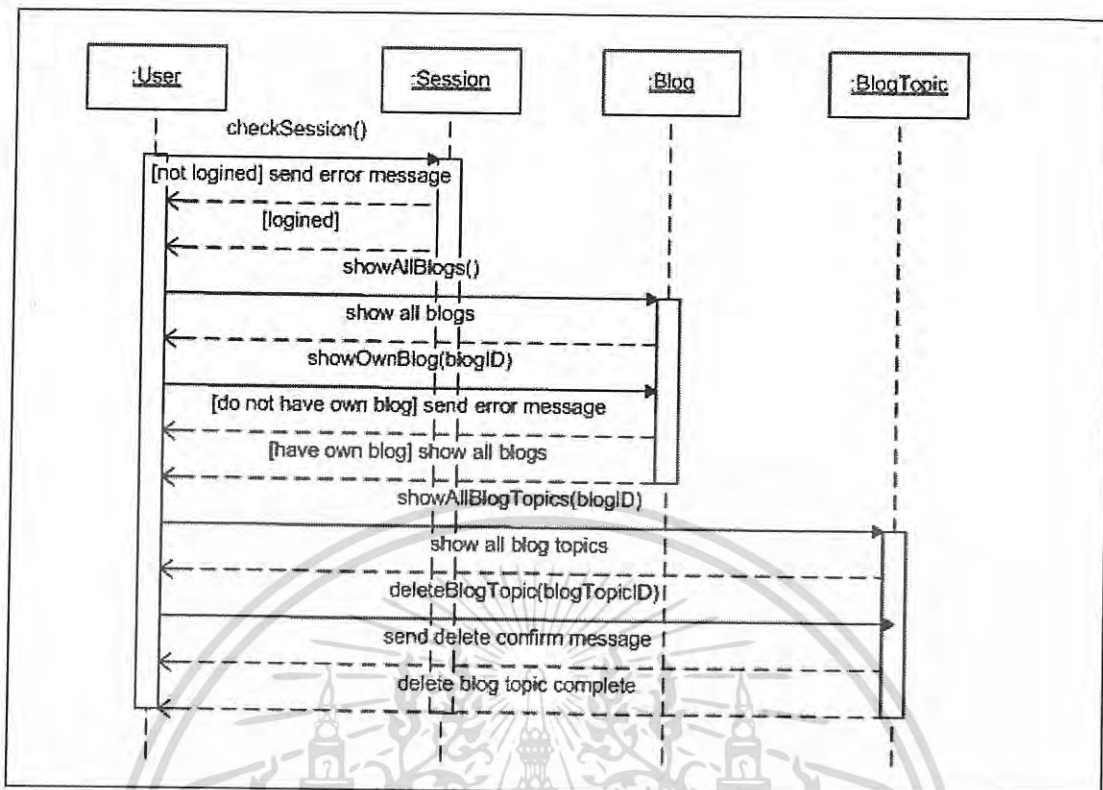 :User
:Session
:Blog
:BlogTopic
checkSession()
[not logined] send error message
[logined]
showAllBlogs()
show all blogs
showOwnBlog(blogID)
[do not have own blog] send error message
[have own blog] show all blogs
showAllBlogTopics(blogID)
show all blog topics
deleteBlogTopic(blogTopicID)
send delete confirm message
delete blog topic complete